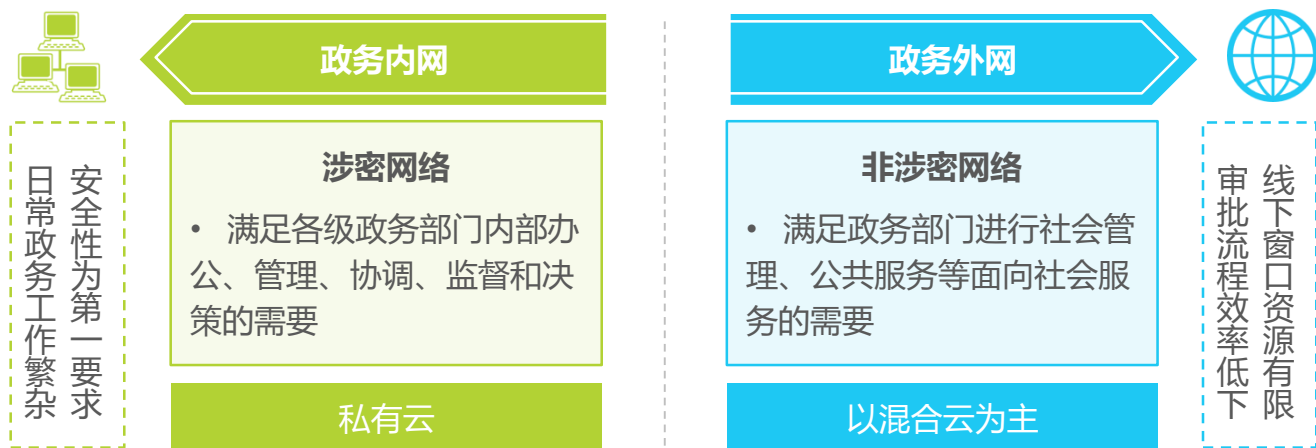 政务内网
政务外网
安全性为第一要求
日常政务工作繁杂
涉密网络
• 满足各级政务部门内部办
公、管理、协调、监督和决
策的需要
私有云
非涉密网络
• 满足政务部门进行社会管
理、公共服务等面向社会服
务的需要
以混合云为主
线下窗口资源有限
审批流程效率低下